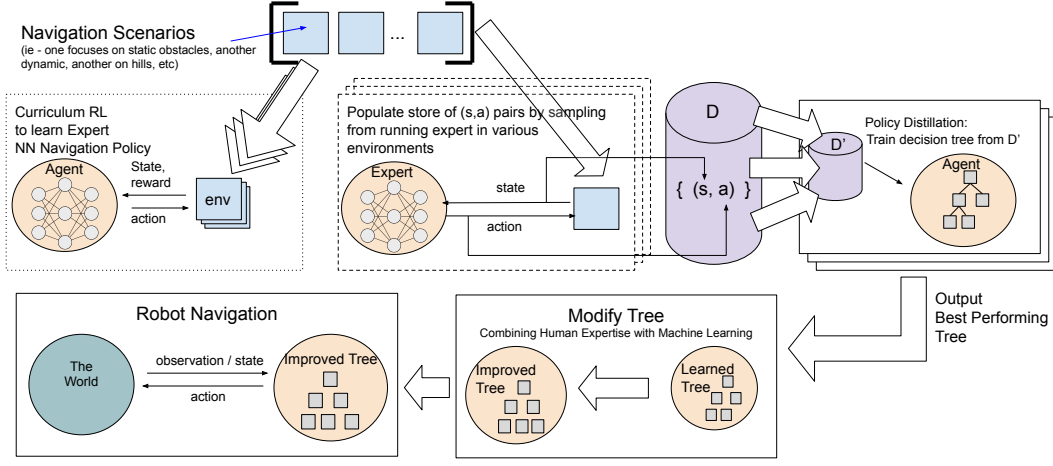 Navigation Scenarios
(ie - one focuses on static obstacles, another
dynamic, another on hills, etc)
...
Curriculum RL
to learn Expert
NN Navigation Policy
Agent
State,
reward
action
env
Populate store of (s,a) pairs by sampling
from running expert in various
environments
Expert
state
action
D
{ (s, a) }
D'
Policy Distillation:
Train decision tree from D'
Agent
Output
Best Performing
Tree
Robot Navigation
The
World
observation / state
action
Improved Tree
Modify Tree
Combining Human Expertise with Machine Learning
Improved
Tree
Learned
Tree